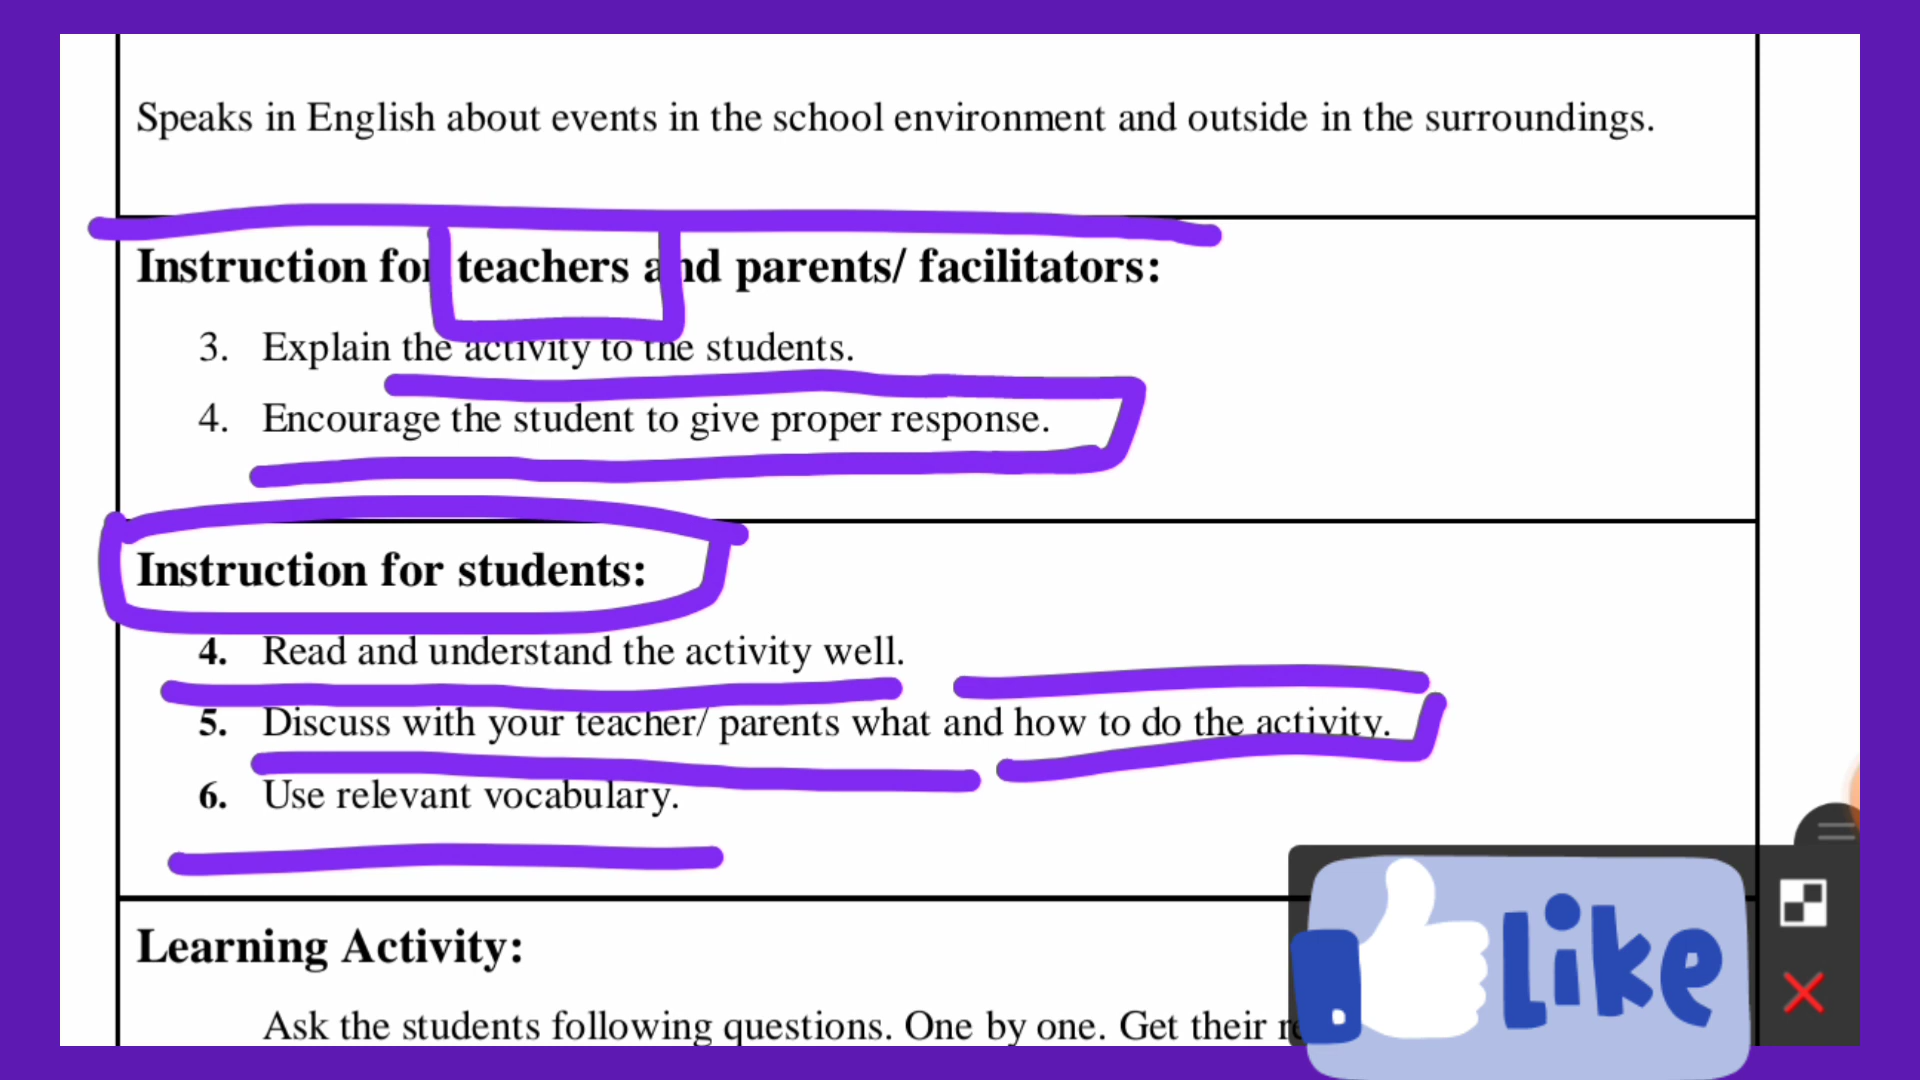 Speaks in English about events in the school environment and outside in the surroundings.
Instruction for teachers and parents/ facilitators:
3. Explain the activity to the students.
4. Encourage the student to give proper response.
Instruction for students:
4. Read and understand the activity well.
5. Discuss with your teacher/ parents what and how to do the activity.
6. Use relevant vocabulary.
Learning Activity:
Ask the students following questions. One by one. Get their
Like